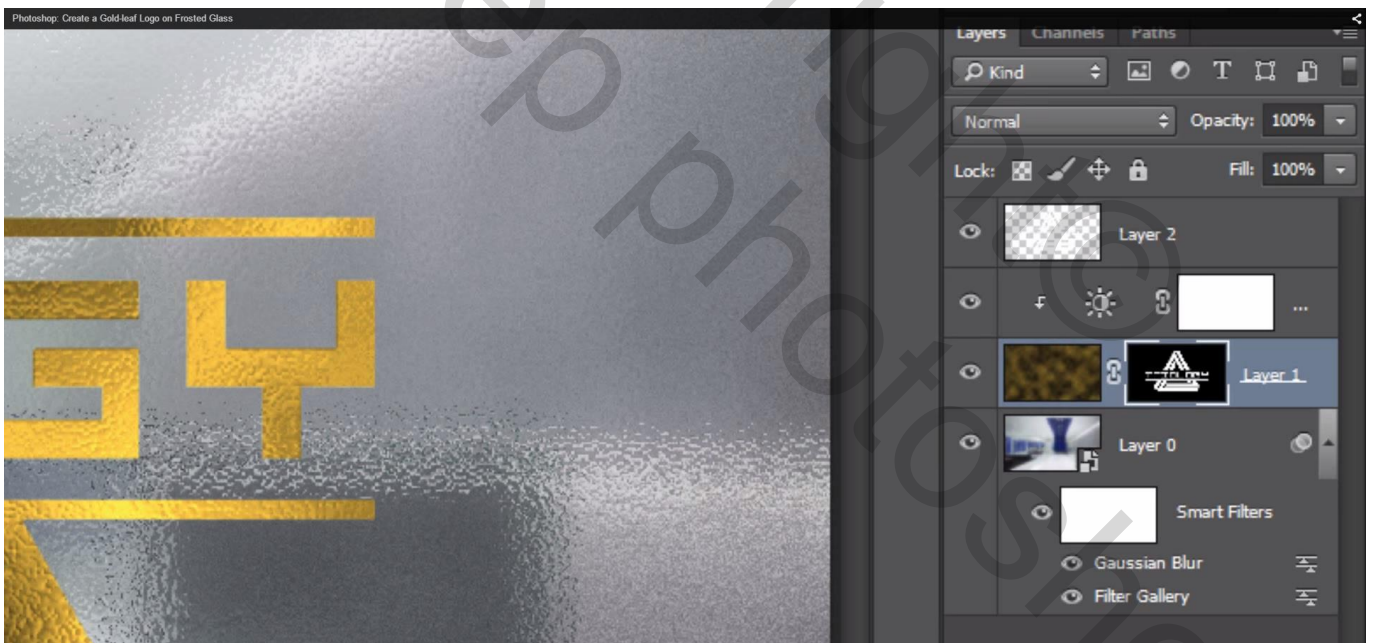 Photoshop: Create a Gold-leaf Logo on Frosted Glass
Layers Channels Paths
Kind
Normal Opacity: 100%
Lock: Fill: 100%
Layer 2
...
Layer 1
Layer 0
Smart Filters
Gaussian Blur
Filter Gallery
GY